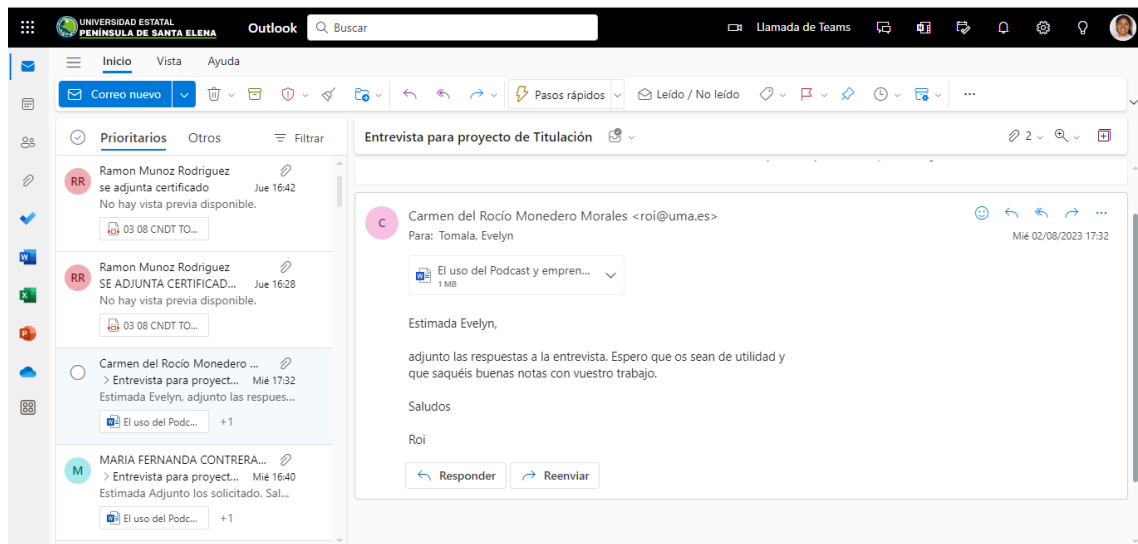 UNIVERSIDAD ESTATAL
PENÍNSULA DE SANTA ELENA
Outlook
Buscar
Llamada de Teams
Inicio Vista Ayuda
Correo nuevo
Pasos rápidos
Leído / No leído
Prioritarios Otros Filtrar
Entrevista para proyecto de Titulación
2
RR
Ramon Munoz Rodriguez
se adjunta certificado Jue 16:42
No hay vista previa disponible.
03 08 CNDT TO...
RR
Ramon Munoz Rodriguez
SE ADJUNTA CERTIFICAD... Jue 16:28
No hay vista previa disponible.
03 08 CNDT TO...
Carmen del Rocío Monedero ...
> Entrevista para proyect... Mié 17:32
Estimada Evelyn, adjunto las respues...
El uso del Podc... +1
M
MARIA FERNANDA CONTRERA...
> Entrevista para proyect... Mié 16:40
Estimada Adjunto los solicitado. Sal...
El uso del Podc... +1
C
Carmen del Rocío Monedero Morales <roi@uma.es>
Para: Tomala, Evelyn
Mié 02/08/2023 17:32
El uso del Podcast y empren...
1 MB
Estimada Evelyn,
adjunto las respuestas a la entrevista. Espero que os sean de utilidad y
que saquéis buenas notas con vuestro trabajo.
Saludos
Roi
Responder Reenviar